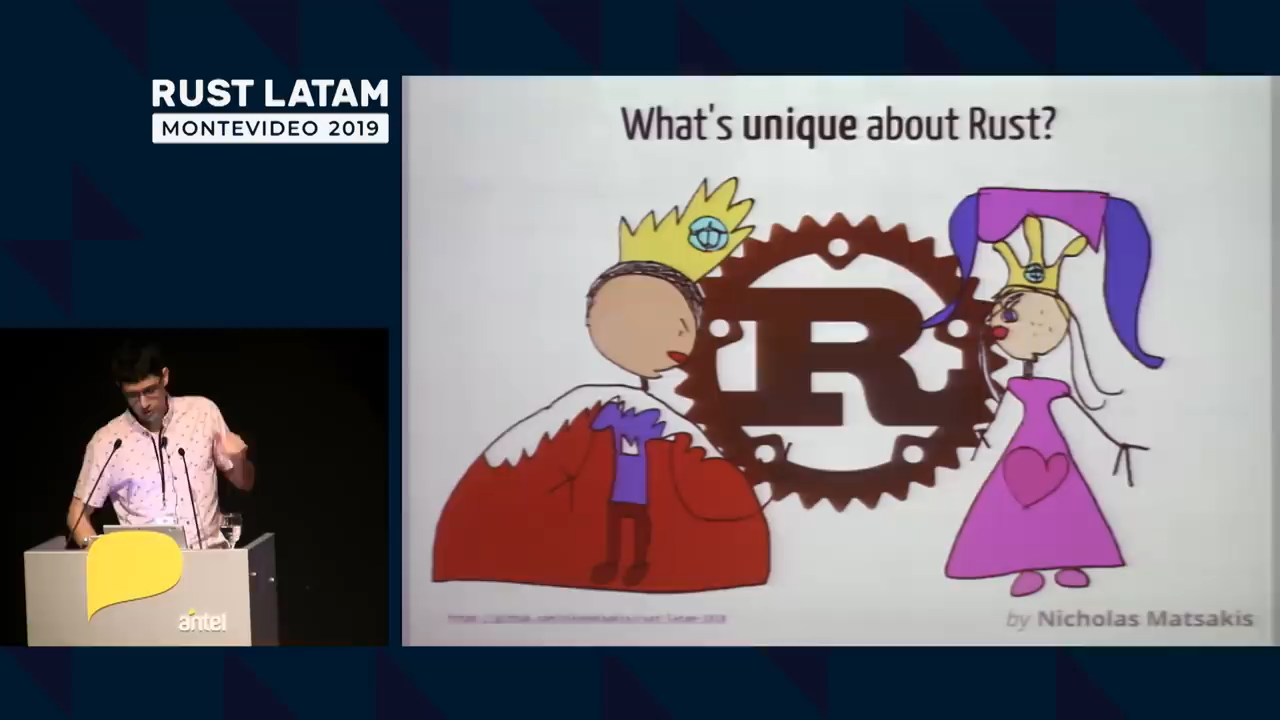 RUST LATAM
MONTEVIDEO 2019
What's unique about Rust?
R
by Nicholas Matsakis
antel